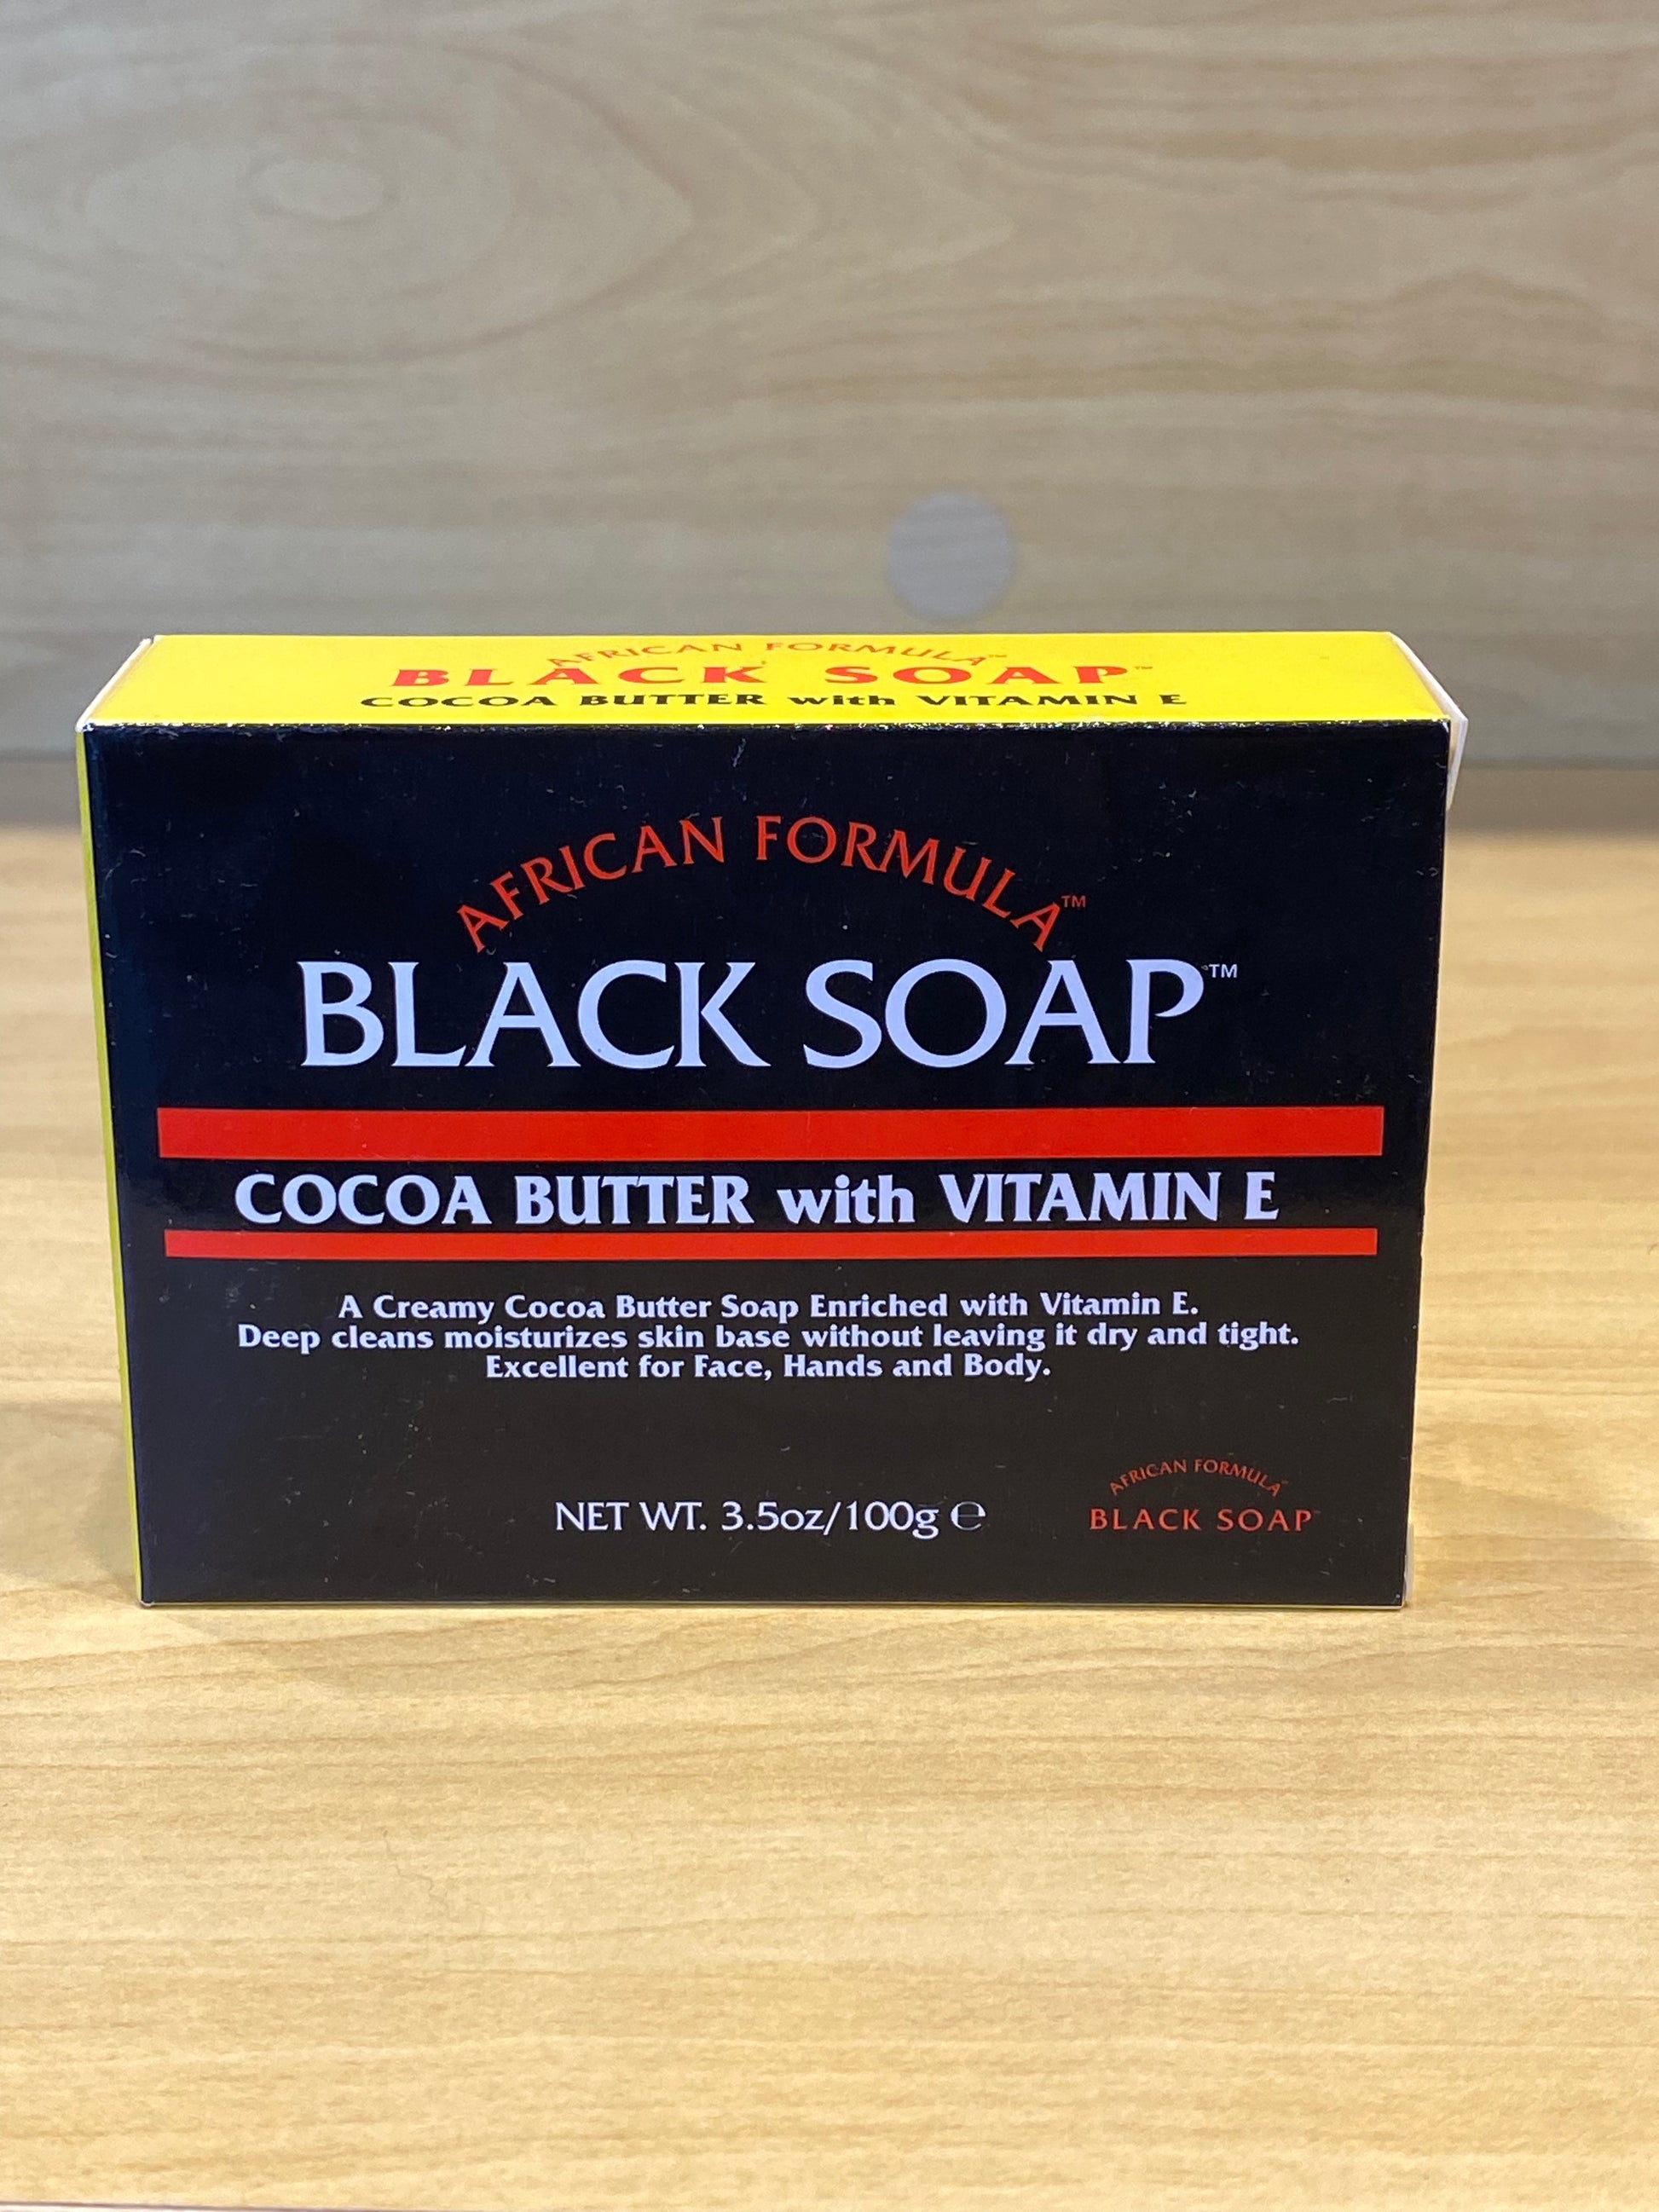 AFRICAN FORMULA™
BLACK SOAP™
COCOA BUTTER with VITAMIN E
AFRICAN FORMULA™
BLACK SOAP™
COCOA BUTTER with VITAMIN E
A Creamy Cocoa Butter Soap Enriched with Vitamin E.
Deep cleans moisturizes skin base without leaving it dry and tight.
Excellent for Face, Hands and Body.
NET WT. 3.5oz/100g ℮
AFRICAN FORMULA™
BLACK SOAP™